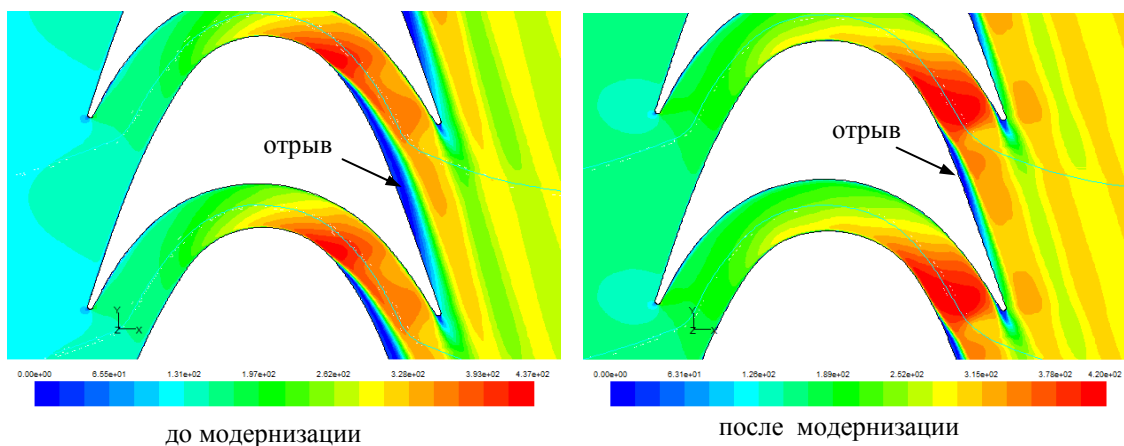 отрыв
Y
Z X
0.00e+00 6.55e+01 1.31e+02 1.97e+02 2.62e+02 3.28e+02 3.93e+02 4.37e+02
до модернизации
отрыв
Y
Z X
0.00e+00 6.31e+01 1.26e+02 1.89e+02 2.52e+02 3.15e+02 3.78e+02 4.20e+02
после модернизации